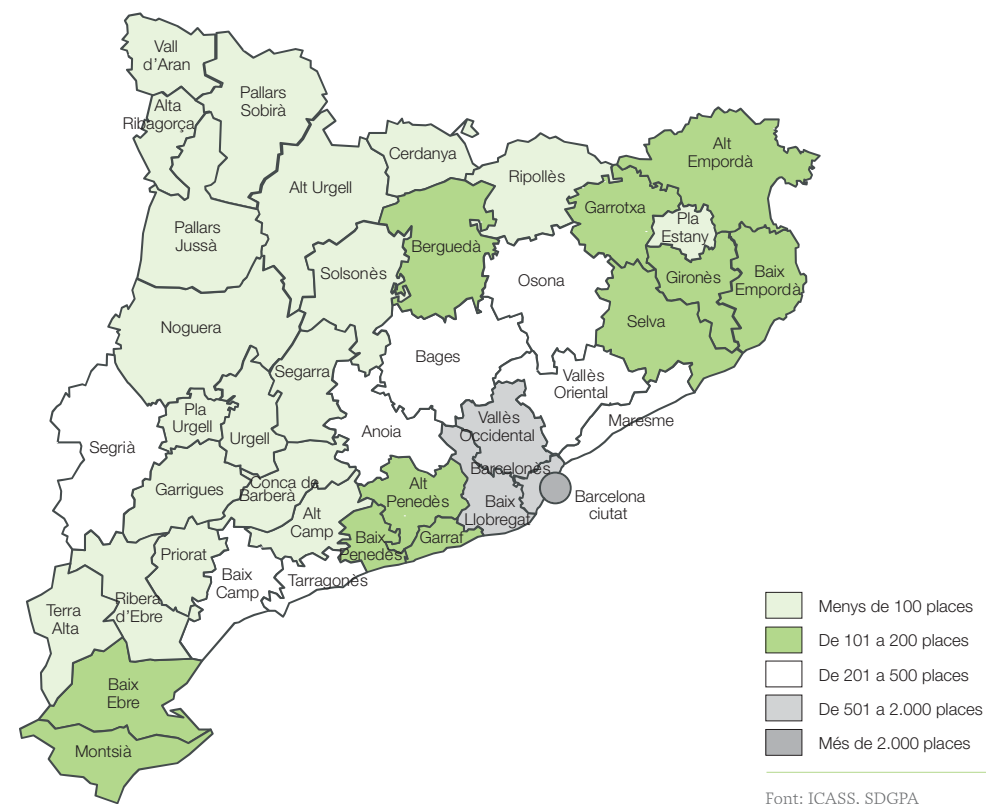 Vall
d'Aran
Pallars
Sobirà
Alta
Ribagorça
Alt Urgell
Cerdanya
Ripollès
Alt
Empordà
Garrotxa
Pla
Estany
Pallars
Jussà
Berguedà
Solsonès
Osona
Gironès
Baix
Empordà
Noguera
Selva
Bages
Segarra
Vallès
Oriental
Maresme
Pla
Urgell
Urgell
Anoia
Vallès
Occidental
Segrià
Barcelonès
Garrigues
Conca de
Barberà
Alt
Penedès
Baix
Llobregat
Barcelona
ciutat
Alt
Camp
Baix
Penedès
Garraf
Priorat
Baix
Camp
Tarragonès
Terra
Alta
Ribera
d'Ebre
Baix
Ebre
Montsià
Menys de 100 places
De 101 a 200 places
De 201 a 500 places
De 501 a 2.000 places
Més de 2.000 places
Font: ICASS, SDGPA